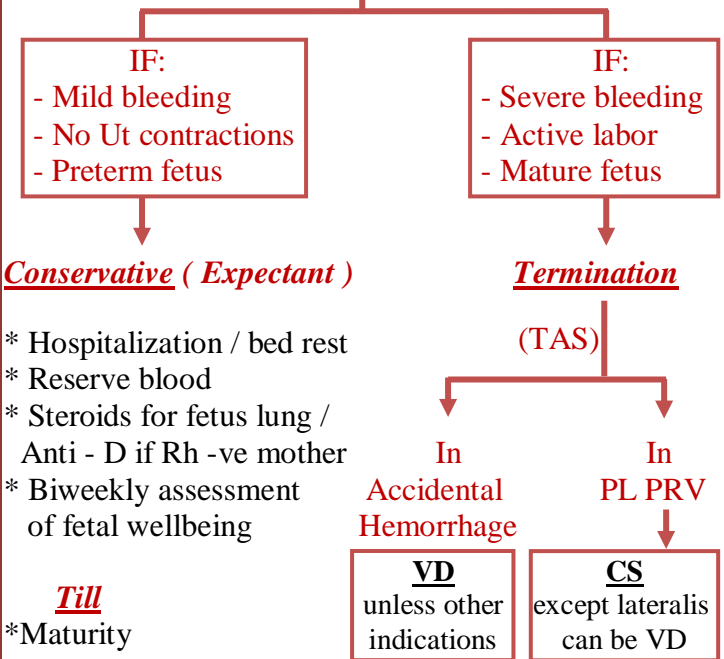 IF:
- Mild bleeding
- No Ut contractions
- Preterm fetus
IF:
- Severe bleeding
- Active labor
- Mature fetus
Conservative ( Expectant )
* Hospitalization / bed rest
* Reserve blood
* Steroids for fetus lung /
Anti - D if Rh -ve mother
* Biweekly assessment
of fetal wellbeing
Till
*Maturity
Termination
(TAS)
In
Accidental
Hemorrhage
VD
unless other
indications
In
PL PRV
CS
except lateralis
can be VD